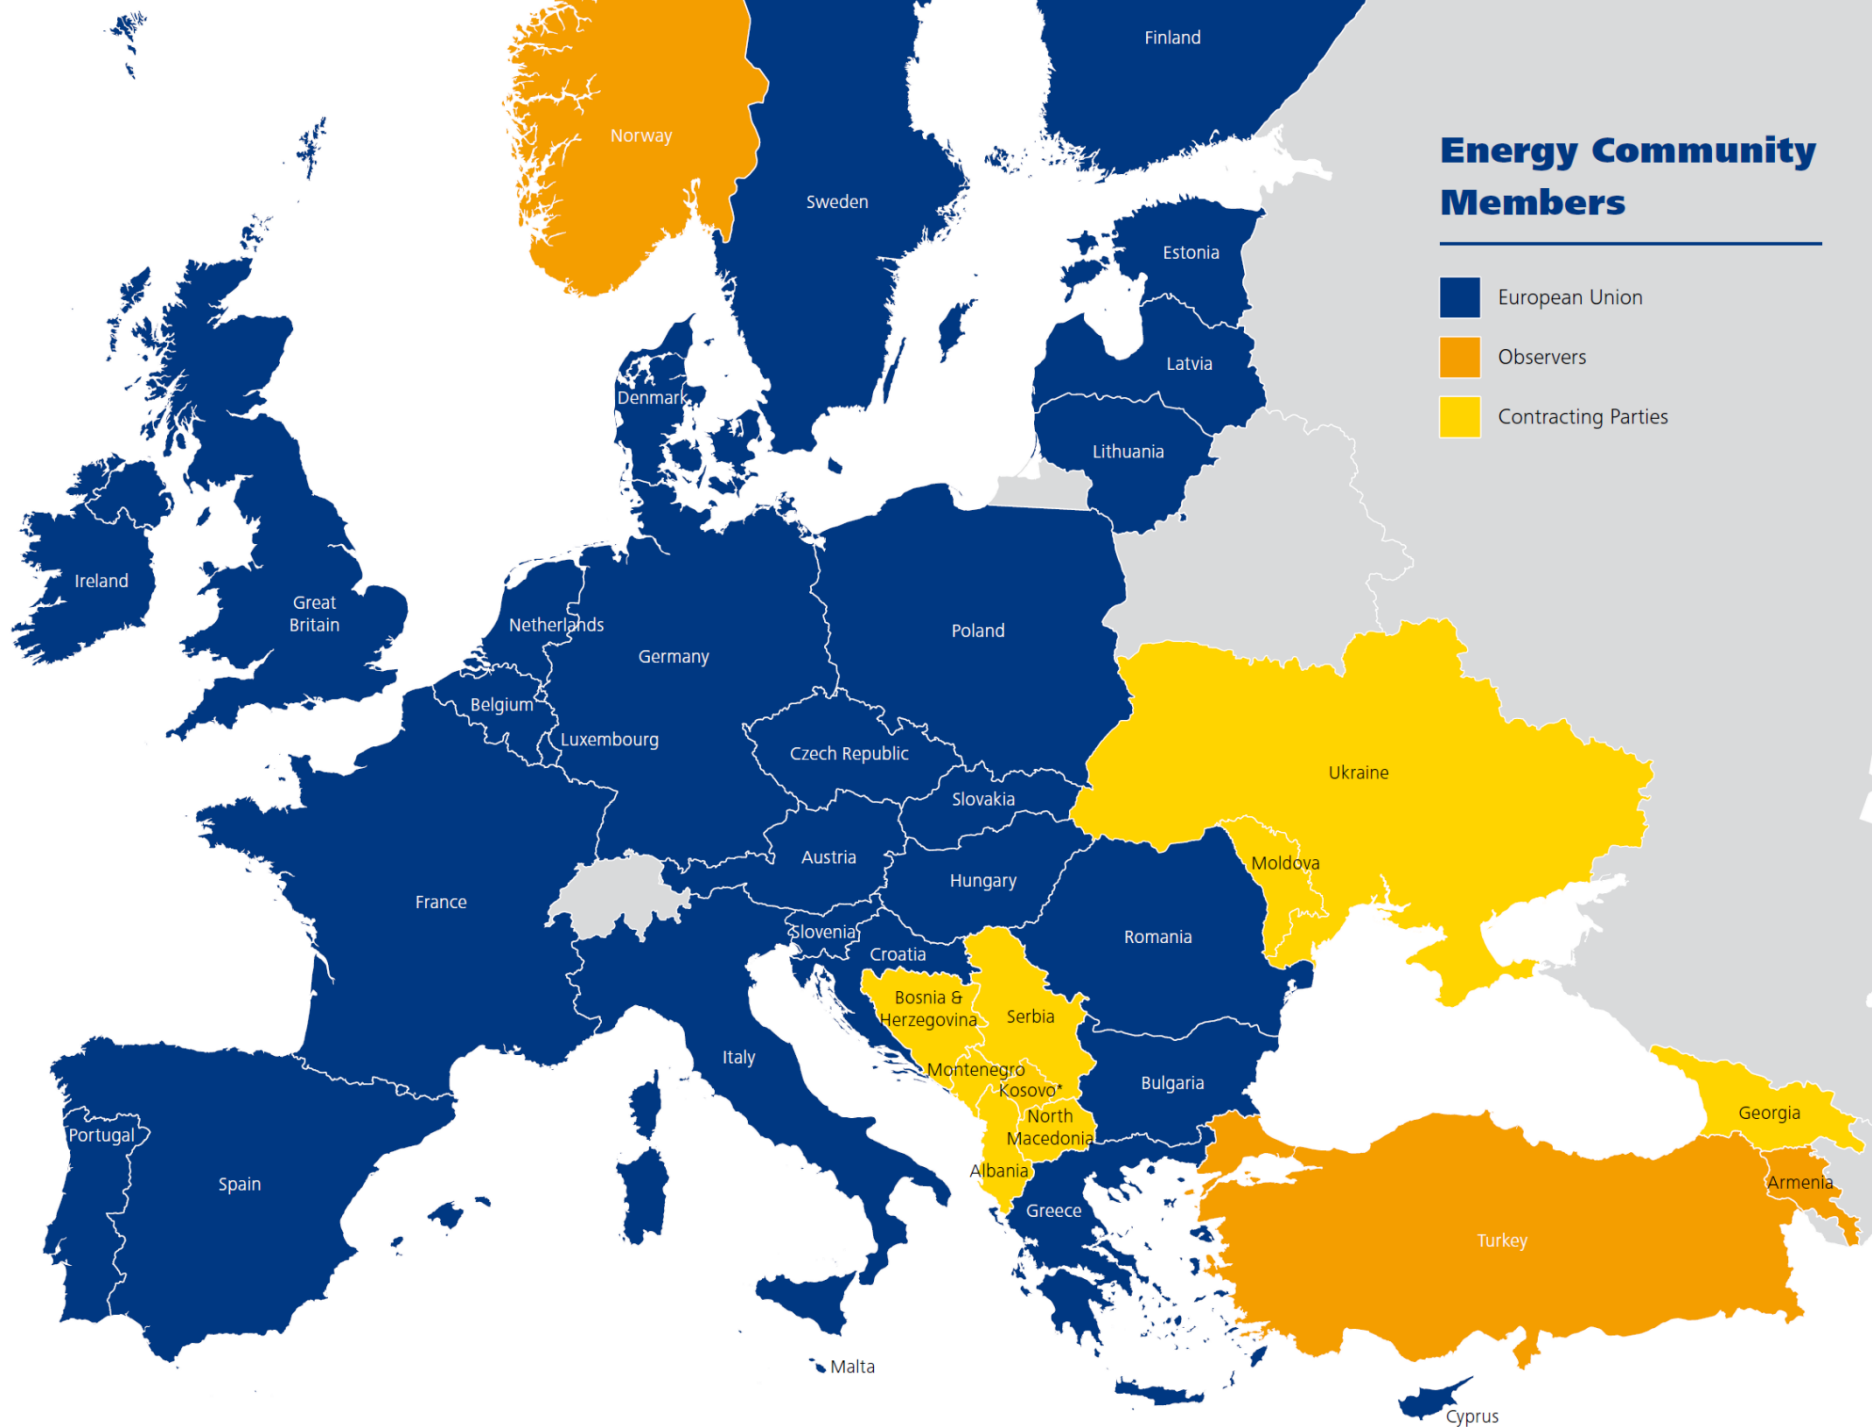 Energy Community
Members
European Union
Observers
Contracting Parties
Finland
Norway
Sweden
Estonia
Latvia
Denmark
Lithuania
Ireland
Great
Britain
Netherlands
Poland
Germany
Belgium
Luxembourg
Czech Republic
Ukraine
Slovakia
Austria
Moldova
Hungary
France
Slovenia
Romania
Croatia
Bosnia &
Herzegovina
Serbia
Italy
Montenegro
Bulgaria
Kosovo*
North
Macedonia
Georgia
Portugal
Albania
Armenia
Spain
Greece
Turkey
Malta
Cyprus